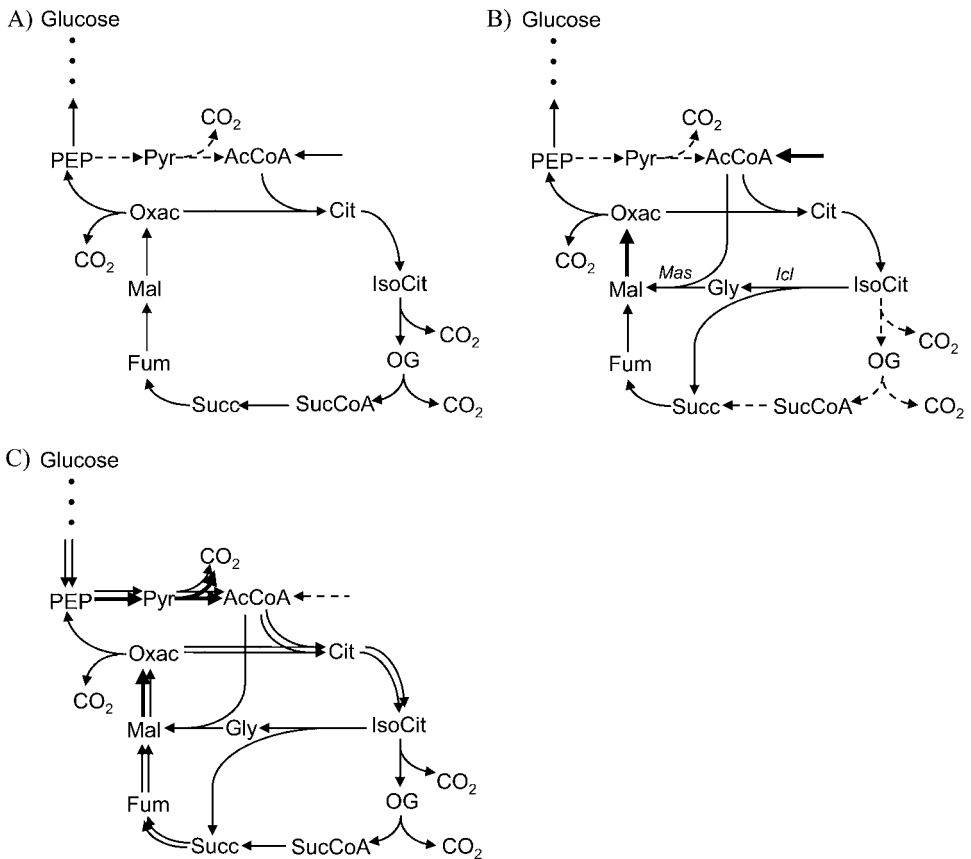 A) Glucose
CO2
PEP Pyr AcCoA
Oxac Cit
CO2
Mal IsoCit
CO2
Fum OG
Succ SucCoA CO2
B) Glucose
CO2
PEP Pyr AcCoA
Oxac Cit
CO2
Mas Icl
Mal Gly IsoCit
CO2
Fum OG
Succ SucCoA CO2
C) Glucose
CO2
PEP Pyr AcCoA
Oxac Cit
CO2
Mal Gly IsoCit
CO2
Fum OG
Succ SucCoA CO2